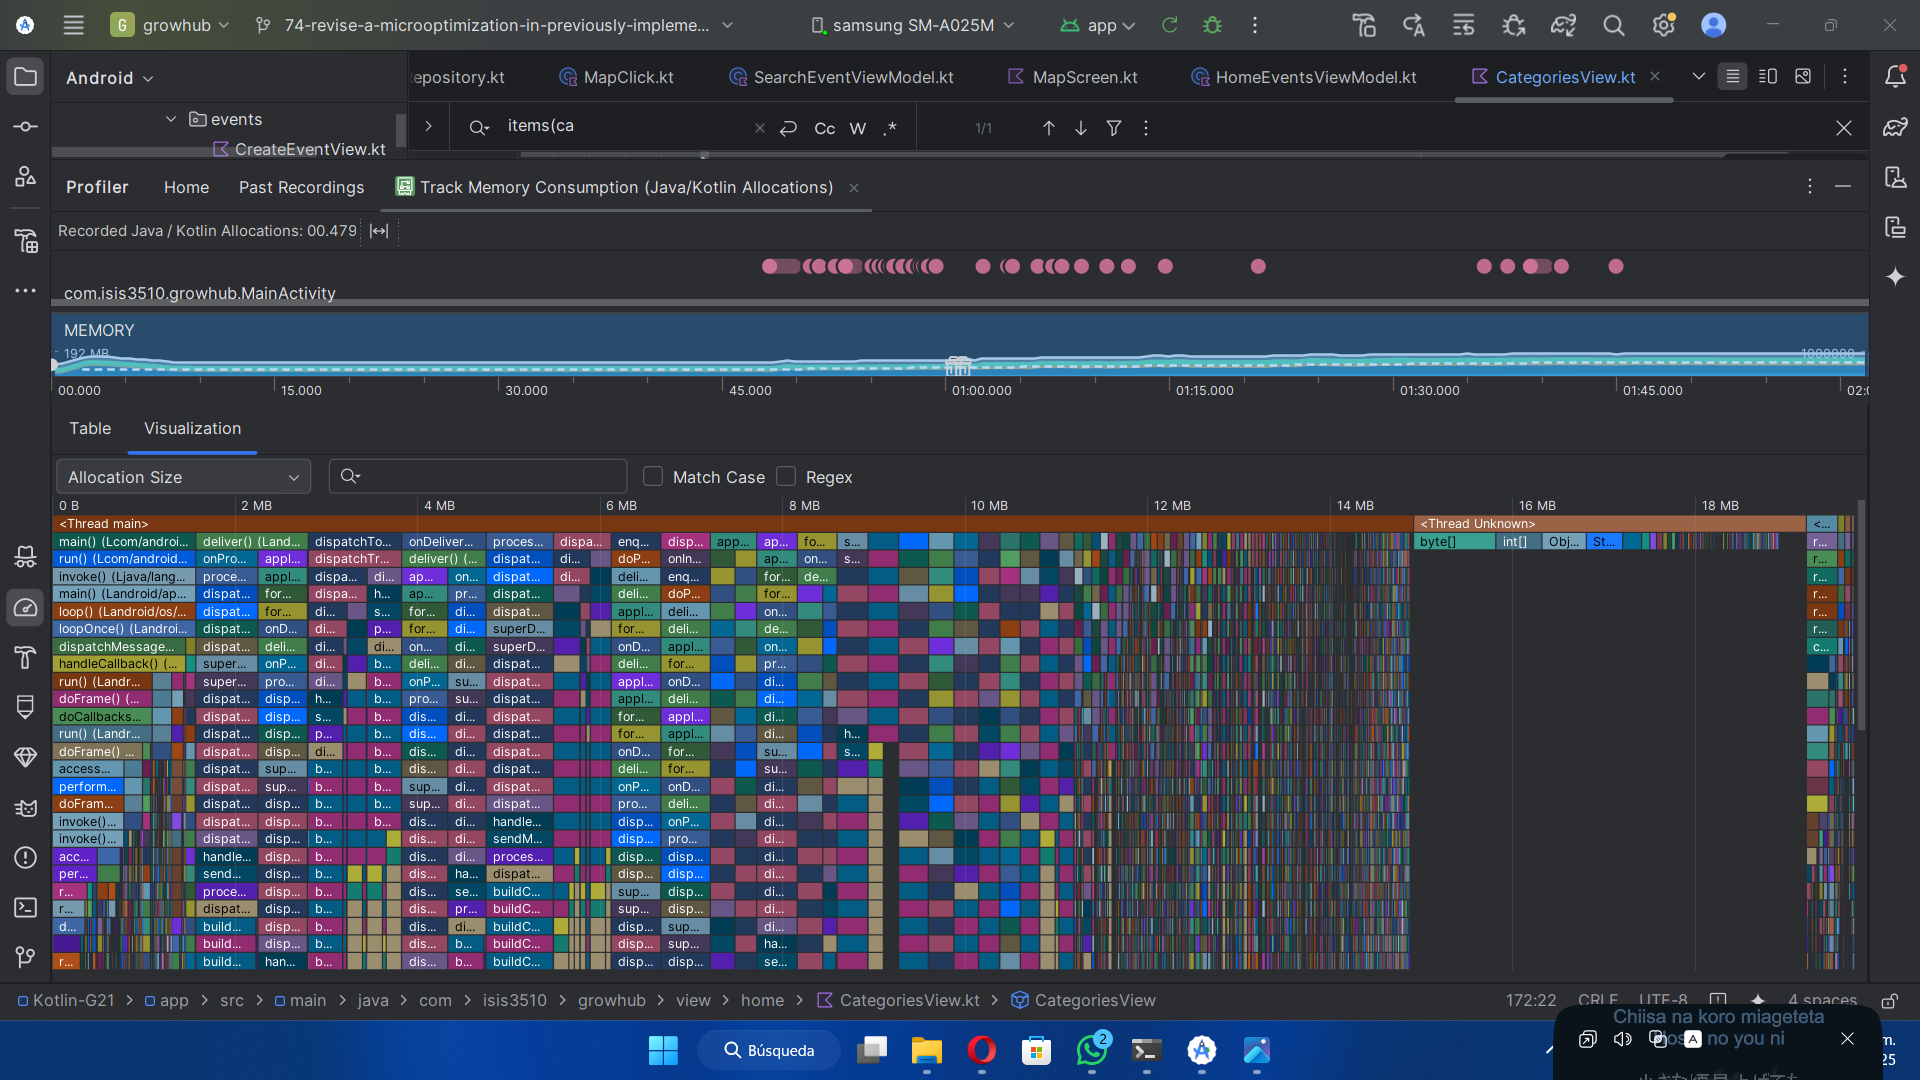 G growhub 74-revise-a-microoptimization-in-previously-impleme... samsung SM-A025M app
Android
epository.kt MapClick.kt SearchEventViewModel.kt MapScreen.kt HomeEventsViewModel.kt CategoriesView.kt
events
CreateEventView.kt
items(ca Cc W .* 1/1
Profiler Home Past Recordings Track Memory Consumption (Java/Kotlin Allocations)
Recorded Java / Kotlin Allocations: 00.479
com.isis3510.growhub.MainActivity
MEMORY
192 MB 1000000
00.000 15.000 30.000 45.000 01:00.000 01:15.000 01:30.000 01:45.000 02:0
Table Visualization
Allocation Size Match Case Regex
0 B 2 MB 4 MB 6 MB 8 MB 10 MB 12 MB 14 MB 16 MB 18 MB
<Thread main> <Thread Unknown> <...
main() (Lcom/androi... deliver() (Land... dispatchTo... onDeliver... proces... dispa... enq... disp... app... ap... fo... s... byte[] int[] Obj... St... r...
run() (Lcom/android... onPro... appl... dispatchTr... deliver() (... dispat... di... doP... onIn... ap... on... s... r...
invoke() (Ljava/lang... proce... appl... dispa... di... ap... on... dispat... di... deli... enq... for... de... r...
main() (Landroid/ap... dispat... for... dispa... h... ap... pr... dispat... deli... doP... for... r...
loop() (Landroid/os/... dispat... for... di... s... for... di... dispat... appl... deli... on... r...
loopOnce() (Landroi... dispat... onD... di... p... for... di... superD... for... deli... de... r...
dispatchMessage... dispat... deli... di... di... on... di... superD... onD... appl... on... c...
handleCallback() (... super... onP... di... b... deli... di... dispat... deli... for... pr...
run() (Landr... super... pro... di... b... onP... su... dispat... appl... onD... di...
doFrame() (... dispat... disp... h... b... pro... su... dispat... appl... deli... di...
doCallbacks... dispat... disp... s... b... dis... di... dispat... for... appl... di...
run() (Landr... dispat... disp... p... b... dis... di... dispat... for... appl... di... h...
doFrame() ... dispat... disp... di... b... dis... di... dispat... onD... for... su... s...
access... dispat... sup... b... b... dis... di... dispat... deli... for... su...
perform... dispat... sup... b... b... sup... di... dispat... onP... onD... di...
doFram... dispat... disp... b... b... sup... di... dispat... pro... deli... di...
invoke()... dispat... disp... b... b... dis... di... handle... disp... onP... di...
invoke()... dispat... disp... b... dis... di... sendM... disp... pro... di...
acc... handle... disp... b... dis... di... proces... disp... disp... di...
per... send... disp... b... dis... ha... dispat... disp... disp... di...
r... proce... disp... b... dis... se... buildC... sup... disp... di...
r... dispat... disp... b... dis... pr... buildC... sup... disp... di...
d... build... disp... b... dis... di... buildC... disp... sup... di...
build... disp... b... dis... b... buildC... disp... sup... ha...
r... build... han... b... dis... b... buildC... disp... disp... se...
Kotlin-G21 > app > src > main > java > com > isis3510 > growhub > view > home > CategoriesView.kt > CategoriesView 172:22 CRLF UTF-8 4 spaces
Chiisa na koro miageteta
no you ni
Búsqueda 2 A m.
25